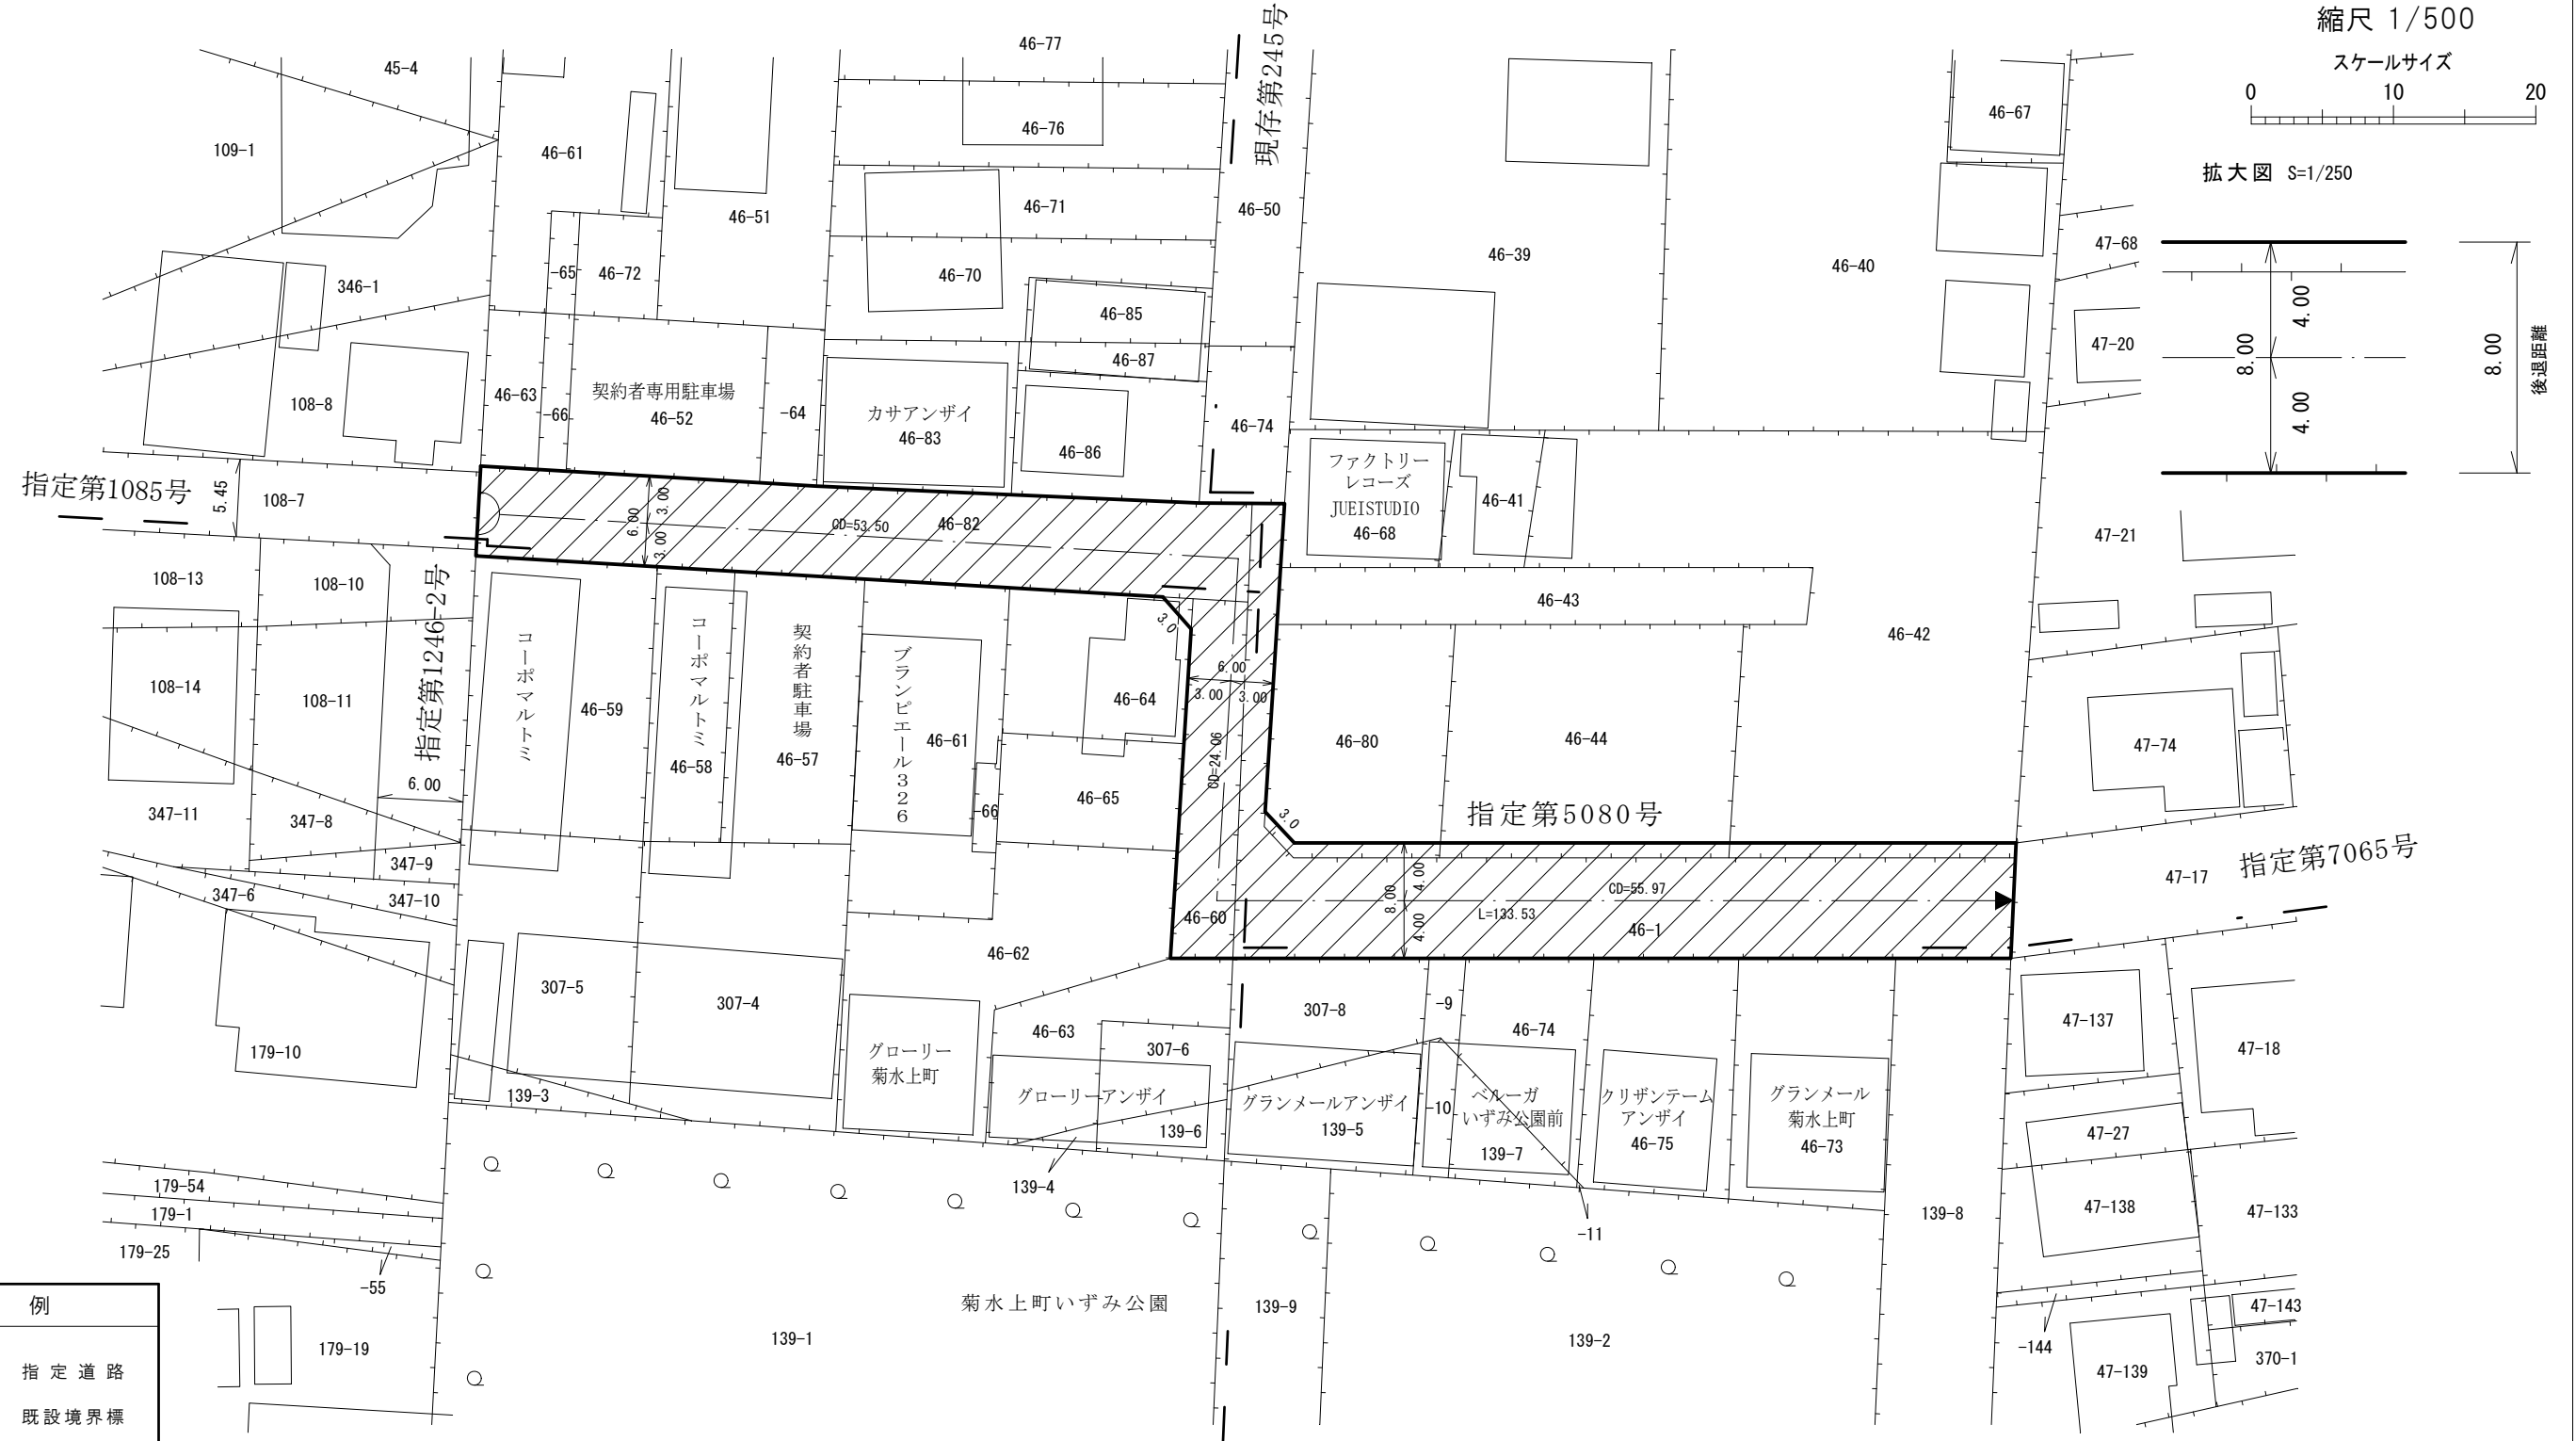 縮尺 1/500
スケールサイズ
0 10 20
拡大図 S=1/250
4.00
8.00
4.00
8.00
後退距離
現存第245号
46-77
45-4
46-76
46-67
109-1
46-61
46-51
46-71
46-50
46-39
46-40
47-68
-65
46-72
46-70
346-1
46-85
46-87
47-20
108-8
46-63
-66
契約者専用駐車場
46-52
-64
カサアンザイ
46-83
46-86
46-74
ファクトリー
レコーズ
JUEISTUDIO
46-68
46-41
47-21
指定第1085号
5.45
108-7
6.00
3.00
3.00
CD=53.50
46-82
108-13
108-10
指定第1246-2号
6.00
108-14
108-11
コーポマルトミ
46-59
コーポマルトミ
46-58
契約者駐車場
46-57
ブランピエール326
46-61
-66
46-64
46-65
3.0
6.00
3.00
3.00
CD=24.06
3.0
46-43
46-42
46-80
46-44
47-74
指定第5080号
指定第7065号
47-17
347-11
347-8
347-9
347-6
347-10
46-60
8.00
4.00
4.00
CD=55.97
L=133.53
46-1
46-62
307-5
307-4
46-63
307-6
307-8
-9
46-74
47-137
47-18
179-10
139-3
グローリー
菊水上町
グローリーアンザイ
139-6
139-4
グランメールアンザイ
139-5
-10
ベルーガ
いずみ公園前
139-7
クリザンテーム
アンザイ
46-75
グランメール
菊水上町
46-73
47-27
47-138
47-133
179-54
179-1
179-25
-55
-11
139-8
179-19
139-1
菊水上町いずみ公園
139-9
139-2
-144
47-143
47-139
370-1
例
指定道路
既設境界標